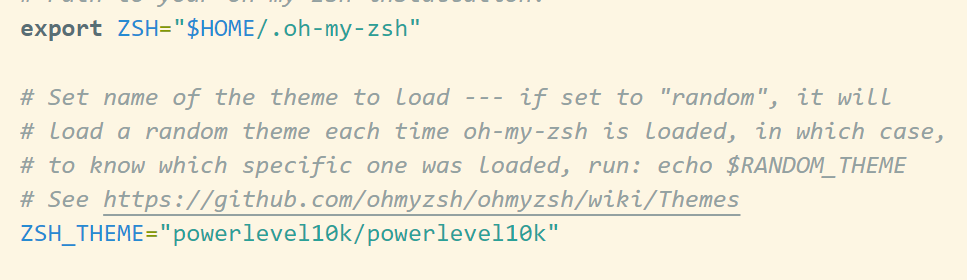 export ZSH="$HOME/.oh-my-zsh"
# Set name of the theme to load --- if set to "random", it will
# load a random theme each time oh-my-zsh is loaded, in which case,
# to know which specific one was loaded, run: echo $RANDOM_THEME
# See https://github.com/ohmyzsh/ohmyzsh/wiki/Themes
ZSH_THEME="powerlevel10k/powerlevel10k"